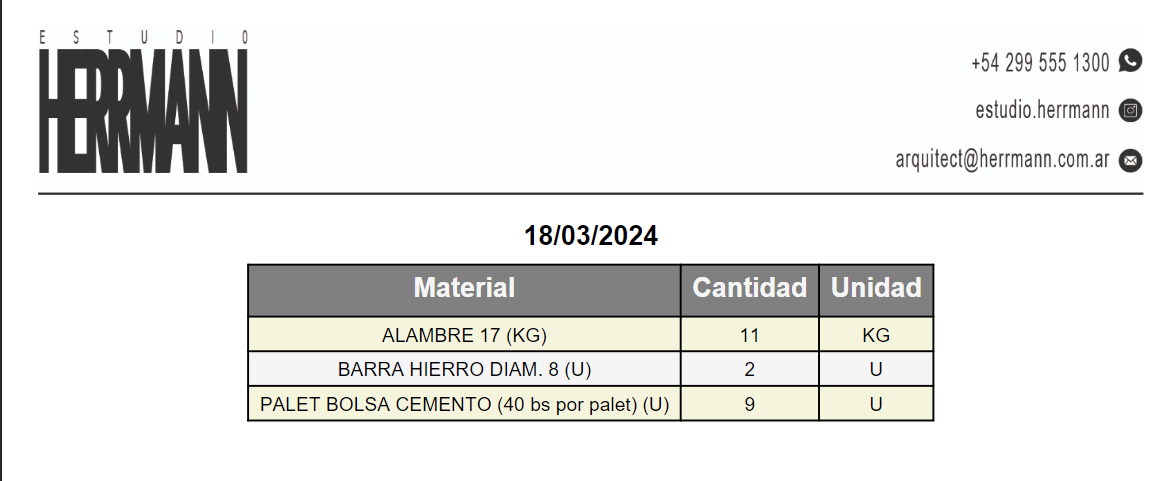 ESTUDIO
HERRMANN
+54 299 555 1300
estudio.herrmann
arquitect@herrmann.com.ar
18/03/2024
Material Cantidad Unidad
ALAMBRE 17 (KG) 11 KG
BARRA HIERRO DIAM. 8 (U) 2 U
PALET BOLSA CEMENTO (40 bs por palet) (U) 9 U